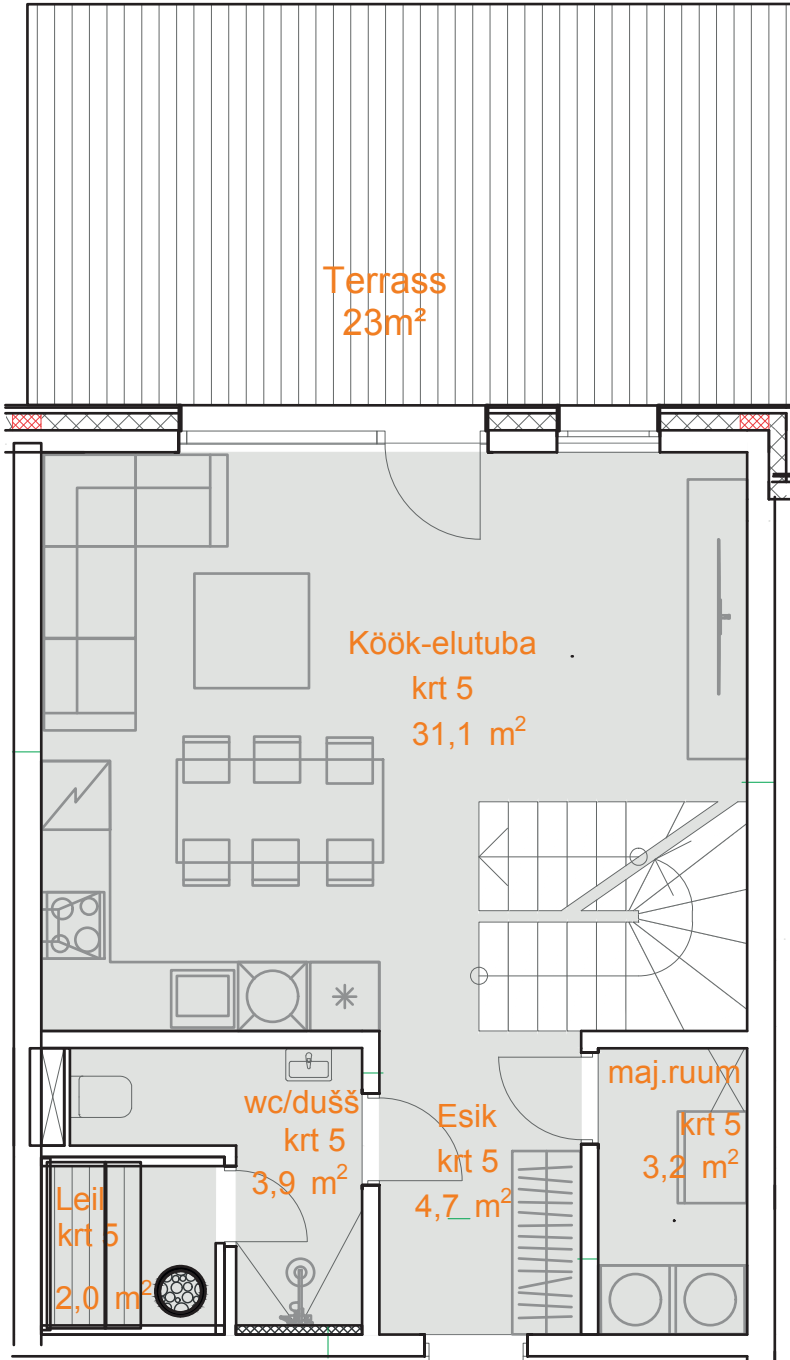 Terrass
23m²
Köök-elutuba
krt 5
31,1 m²
wc/dušš
krt 5
3,9 m²
Esik
krt 5
4,7 m²
maj.ruum
krt 5
3,2 m²
Leil
krt 5
2,0 m²